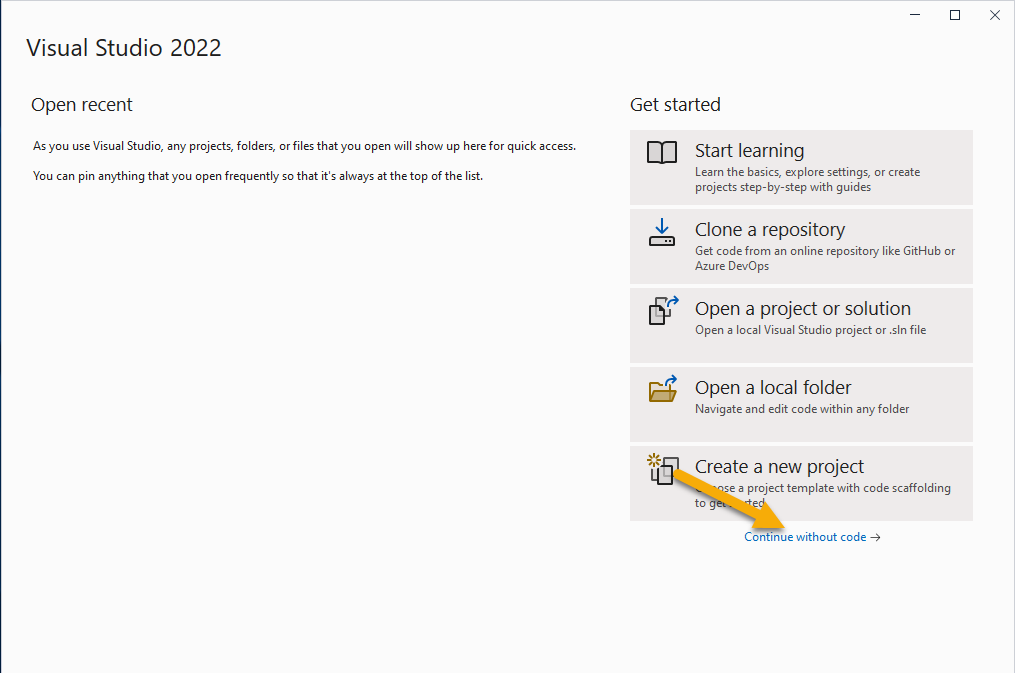 Visual Studio 2022
Open recent
As you use Visual Studio, any projects, folders, or files that you open will show up here for quick access.
You can pin anything that you open frequently so that it's always at the top of the list.
Get started
Start learning
Learn the basics, explore settings, or create
projects step-by-step with guides
Clone a repository
Get code from an online repository like GitHub or
Azure DevOps
Open a project or solution
Open a local Visual Studio project or .sln file
Open a local folder
Navigate and edit code within any folder
Create a new project
a project template with code scaffolding
to
Continue without code →